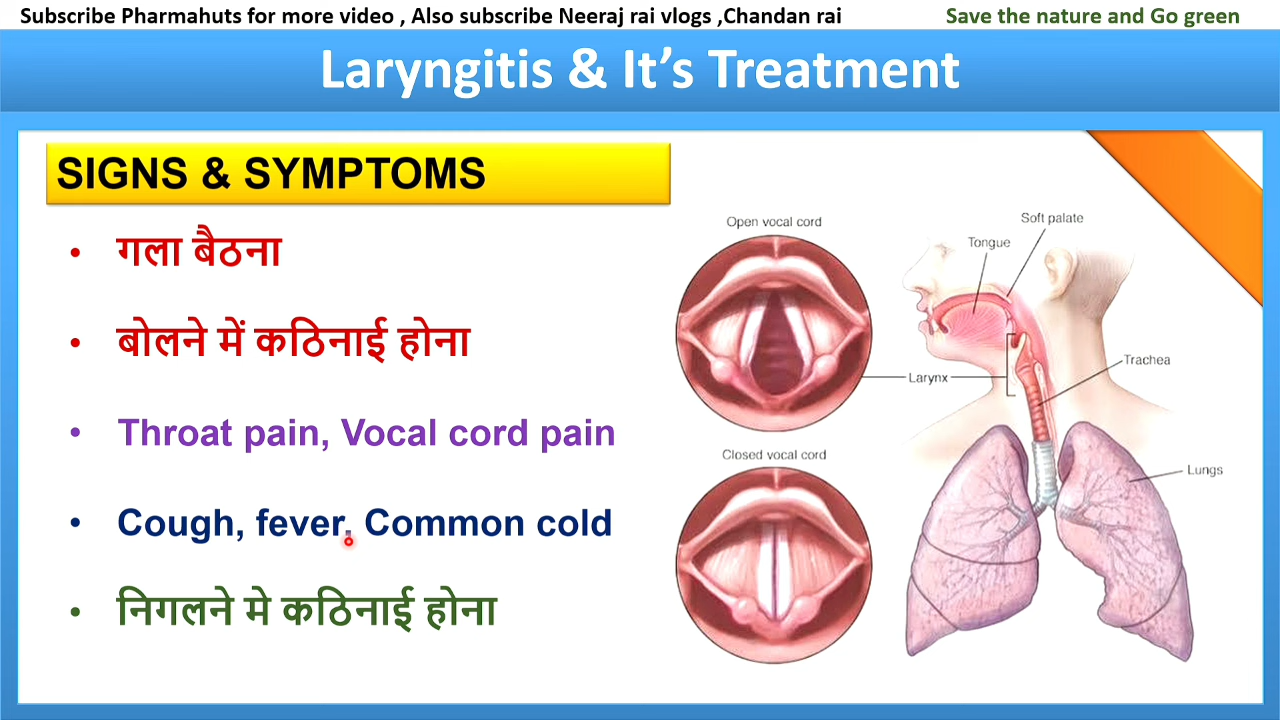 Subscribe Pharmahuts for more video , Also subscribe Neeraj rai vlogs ,Chandan rai
Save the nature and Go green
Laryngitis & It’s Treatment
SIGNS & SYMPTOMS
• गला बैठना
• बोलने में कठिनाई होना
• Throat pain, Vocal cord pain
• Cough, fever, Common cold
• निगलने मे कठिनाई होना
Open vocal cord
Soft palate
Tongue
Trachea
Larynx
Closed vocal cord
Lungs